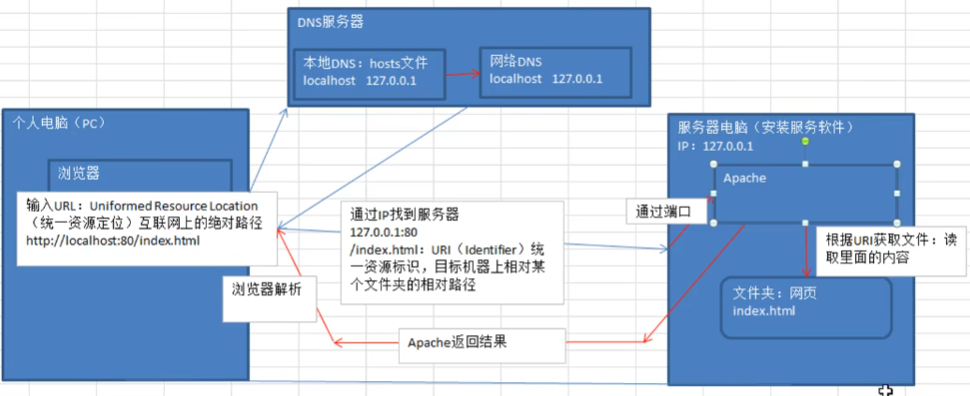 DNS服务器
本地DNS：hosts文件
localhost 127.0.0.1
网络DNS
localhost 127.0.0.1
个人电脑（PC）
浏览器
输入URL：Uniformed Resource Location
（统一资源定位）互联网上的绝对路径
http://localhost:80/index.html
浏览器解析
通过IP找到服务器
127.0.0.1:80
/index.html：URI（Identifier）统
一资源标识，目标机器上相对某
个文件夹的相对路径
Apache返回结果
服务器电脑（安装服务软件）
IP：127.0.0.1
Apache
通过端口
根据URI获取文件：读
取里面的内容
文件夹：网页
index.html